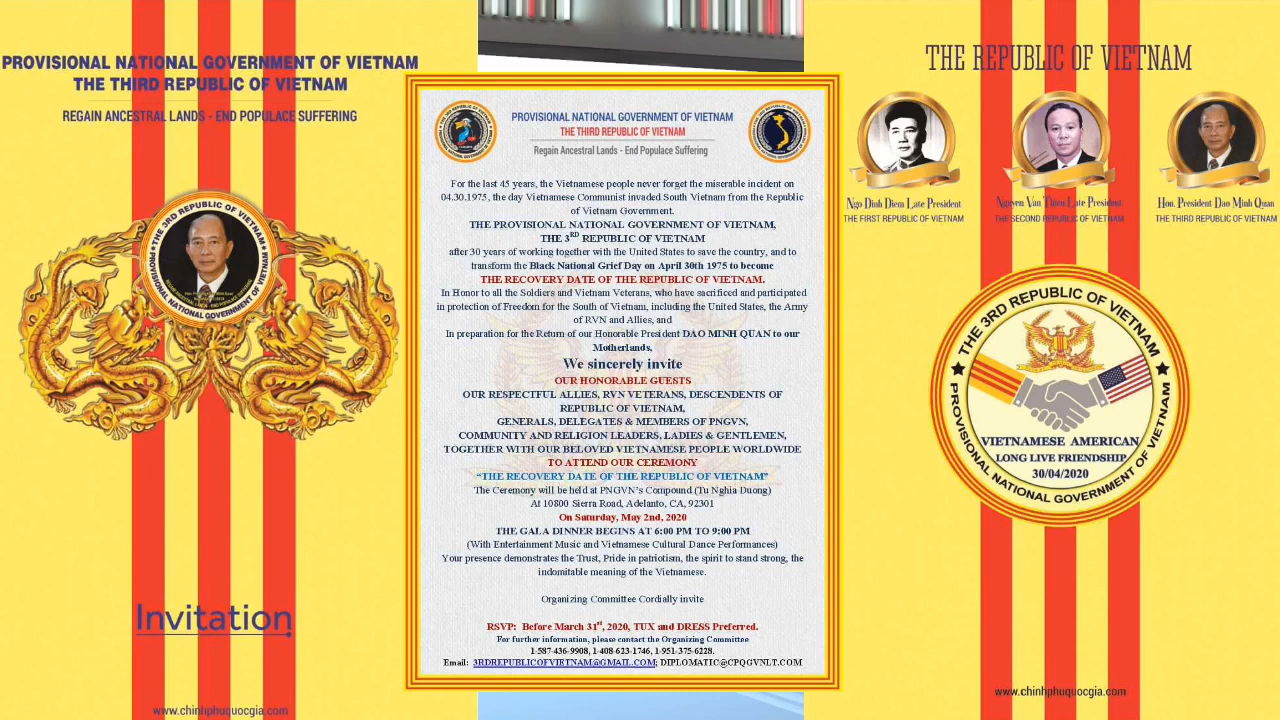 PROVISIONAL NATIONAL GOVERNMENT OF VIETNAM
THE THIRD REPUBLIC OF VIETNAM
REGAIN ANCESTRAL LANDS - END POPULACE SUFFERING
THE 3RD REPUBLIC OF VIETNAM
PROVISIONAL NATIONAL GOVERNMENT OF VIETNAM
Invitation
www.chinhphuquocgia.com
PROVISIONAL NATIONAL GOVERNMENT OF VIETNAM
THE THIRD REPUBLIC OF VIETNAM
Regain Ancestral Lands - End Populace Suffering
For the last 45 years, the Vietnamese people never forget the miserable incident on
04.30.1975, the day Vietnamese Communist invaded South Vietnam from the Republic
of Vietnam Government.
THE PROVISIONAL NATIONAL GOVERNMENT OF VIETNAM,
THE 3RD REPUBLIC OF VIETNAM
after 30 years of working together with the United States to save the country, and to
transform the Black National Grief Day on April 30th 1975 to become
THE RECOVERY DATE OF THE REPUBLIC OF VIETNAM.
In Honor to all the Soldiers and Vietnam Veterans, who have sacrificed and participated
in protection of Freedom for the South of Vietnam, including the United States, the Army
of RVN and Allies, and
In preparation for the Return of our Honorable President DAO MINH QUAN to our
Motherlands,
We sincerely invite
OUR HONORABLE GUESTS
OUR RESPECTFUL ALLIES, RVN VETERANS, DESCENDENTS OF
REPUBLIC OF VIETNAM,
GENERALS, DELEGATES & MEMBERS OF PNGVN,
COMMUNITY AND RELIGION LEADERS, LADIES & GENTLEMEN,
TOGETHER WITH OUR BELOVED VIETNAMESE PEOPLE WORLDWIDE
TO ATTEND OUR CEREMONY
"THE RECOVERY DATE OF THE REPUBLIC OF VIETNAM"
The Ceremony will be held at PNGVN's Compound (Tu Nghia Duong)
At 10800 Sierra Road, Adelanto, CA, 92301
On Saturday, May 2nd, 2020
THE GALA DINNER BEGINS AT 6:00 PM TO 9:00 PM
(With Entertainment Music and Vietnamese Cultural Dance Performances)
Your presence demonstrates the Trust, Pride in patriotism, the spirit to stand strong, the
indomitable meaning of the Vietnamese.
Organizing Committee Cordially invite
RSVP: Before March 31st, 2020, TUX and DRESS Preferred.
For further information, please contact the Organizing Committee
1-587-436-9908, 1-408-623-1746, 1-951-375-6228.
Email: 3RDREPUBLICOFVIETNAM@GMAIL.COM; DIPLOMATIC@CPQGVNLT.COM
THE REPUBLIC OF VIETNAM
Ngo Dinh Diem Late President
THE FIRST REPUBLIC OF VIETNAM
Nguyen Van Thieu Late President
THE SECOND REPUBLIC OF VIETNAM
Hon. President Dao Minh Quan
THE THIRD REPUBLIC OF VIETNAM
THE 3RD REPUBLIC OF VIETNAM
VIETNAMESE AMERICAN
LONG LIVE FRIENDSHIP
30/04/2020
PROVISIONAL NATIONAL GOVERNMENT OF VIETNAM
www.chinhphuquocgia.com